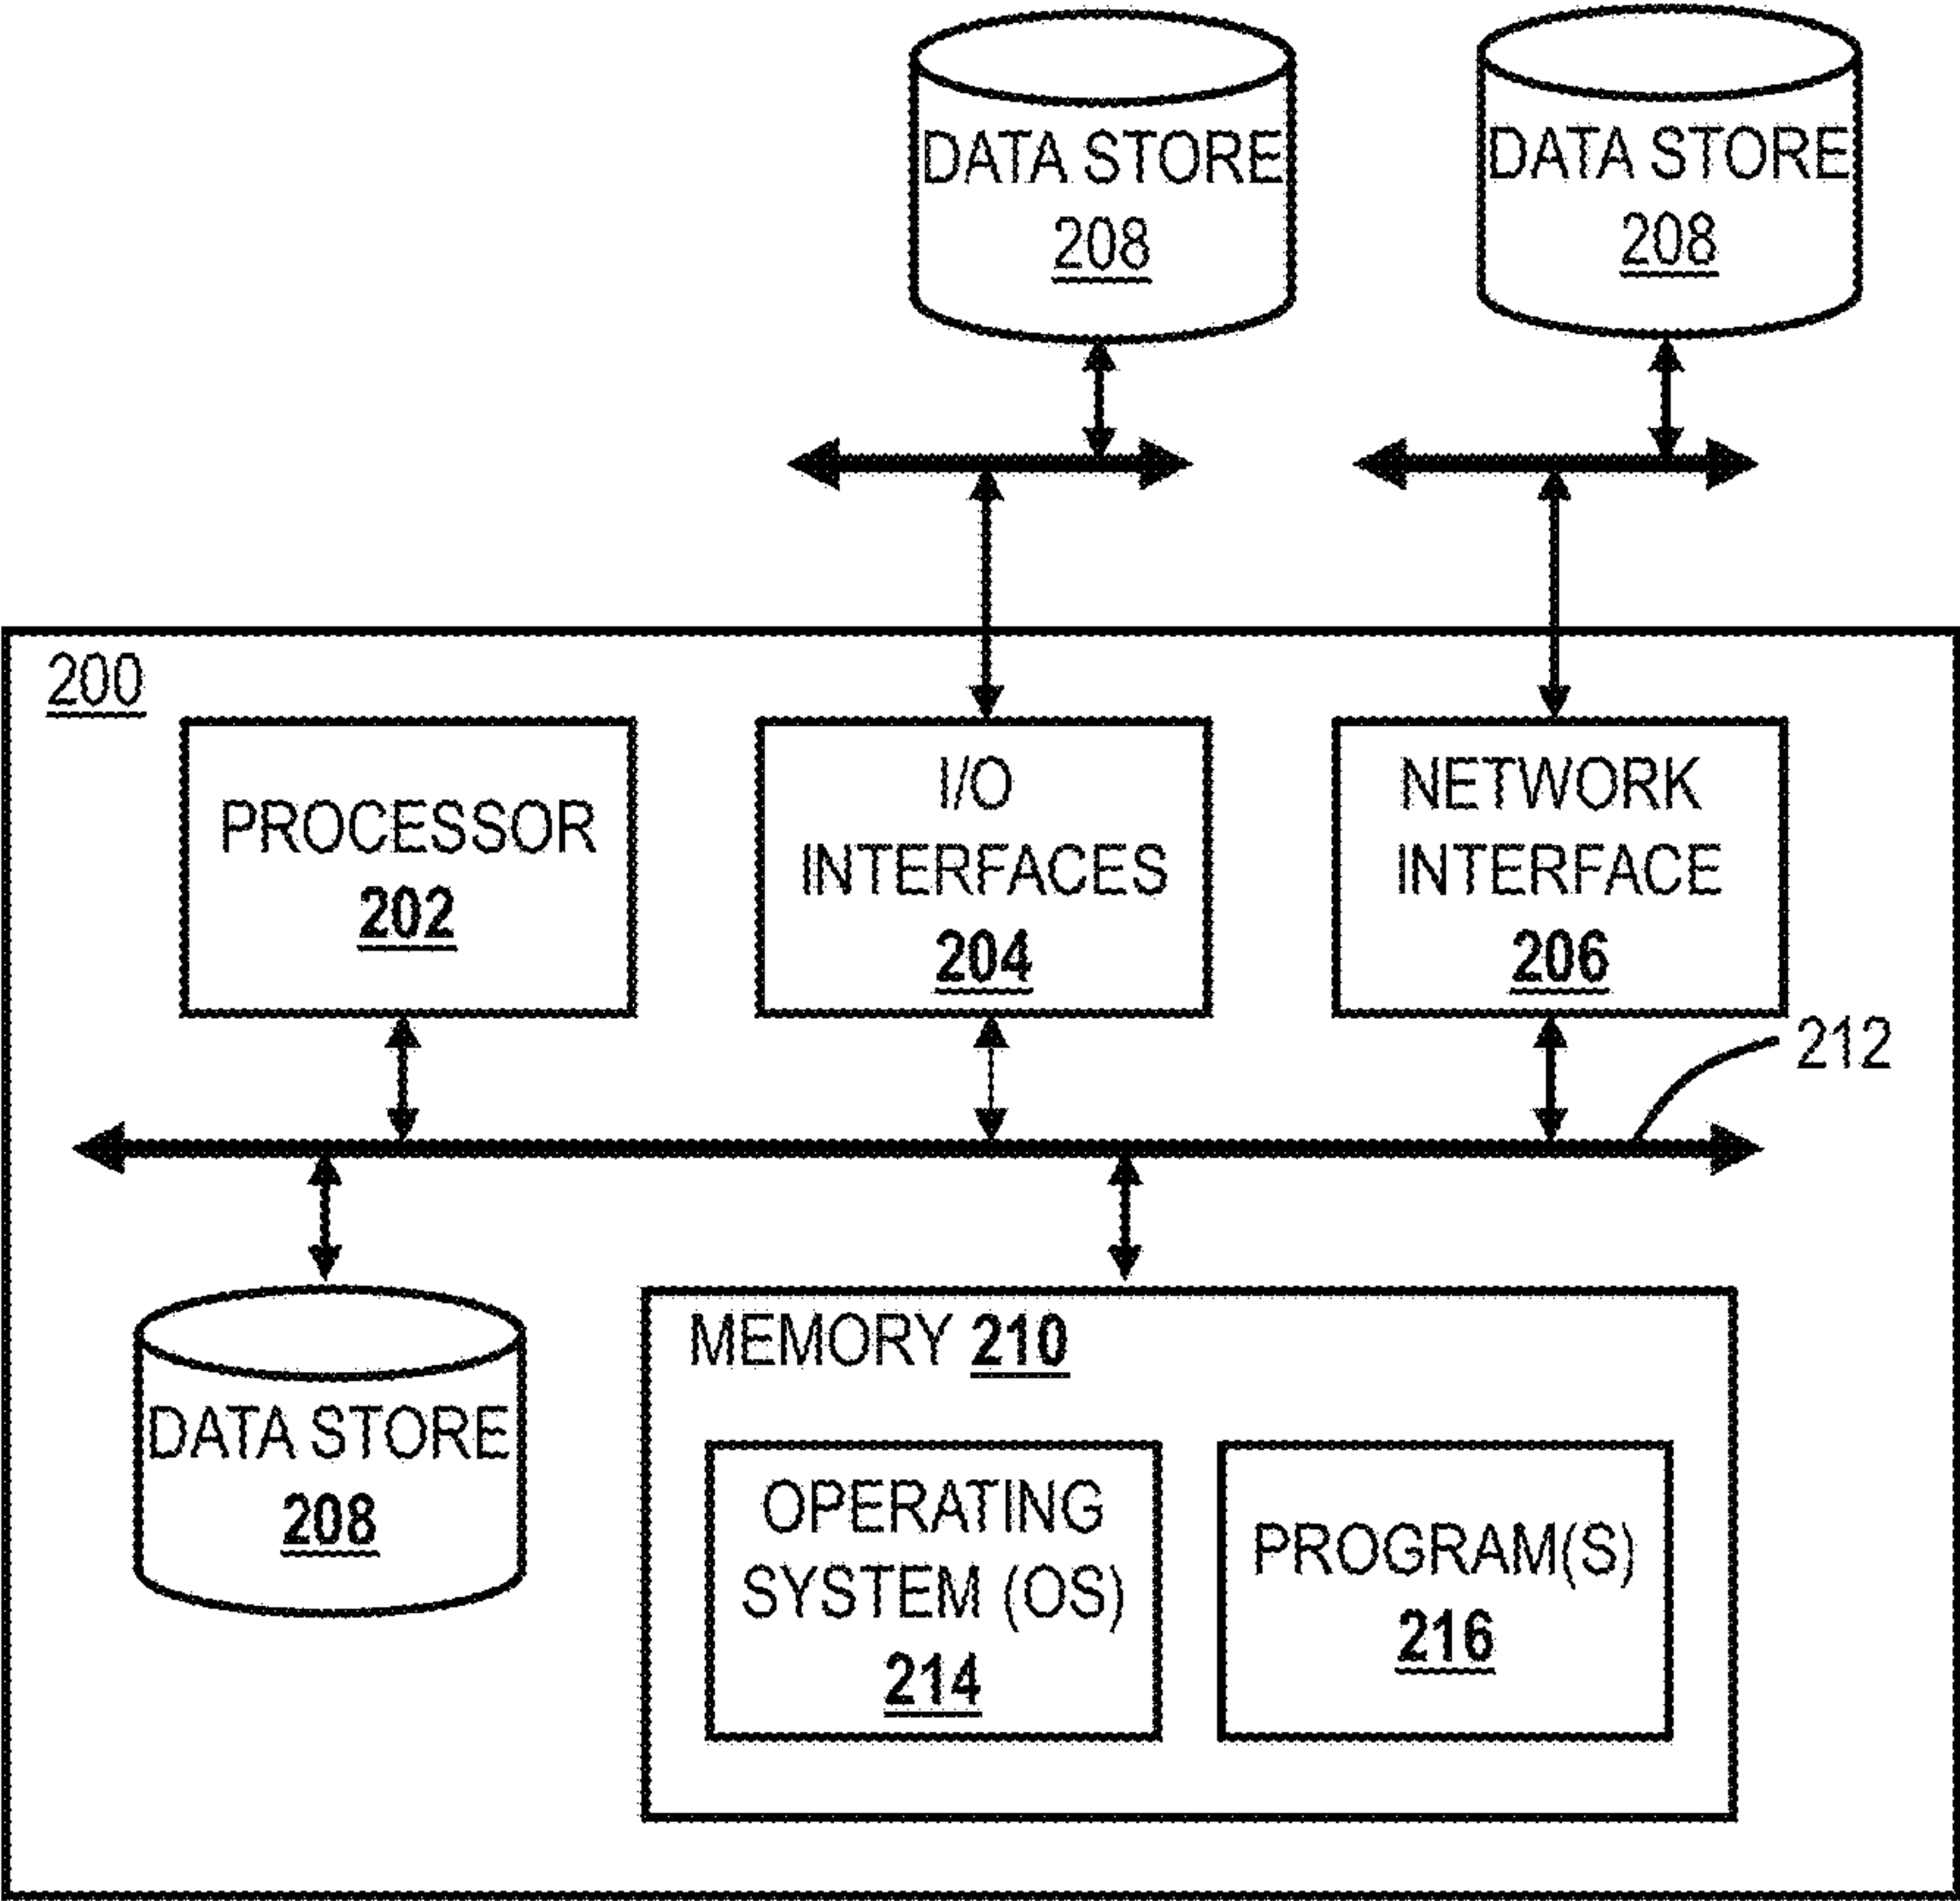 DATA STORE
208
DATA STORE
208
200
PROCESSOR
202
I/O
INTERFACES
204
NETWORK
INTERFACE
206
212
DATA STORE
208
MEMORY 210
OPERATING
SYSTEM (OS)
214
PROGRAM(S)
216